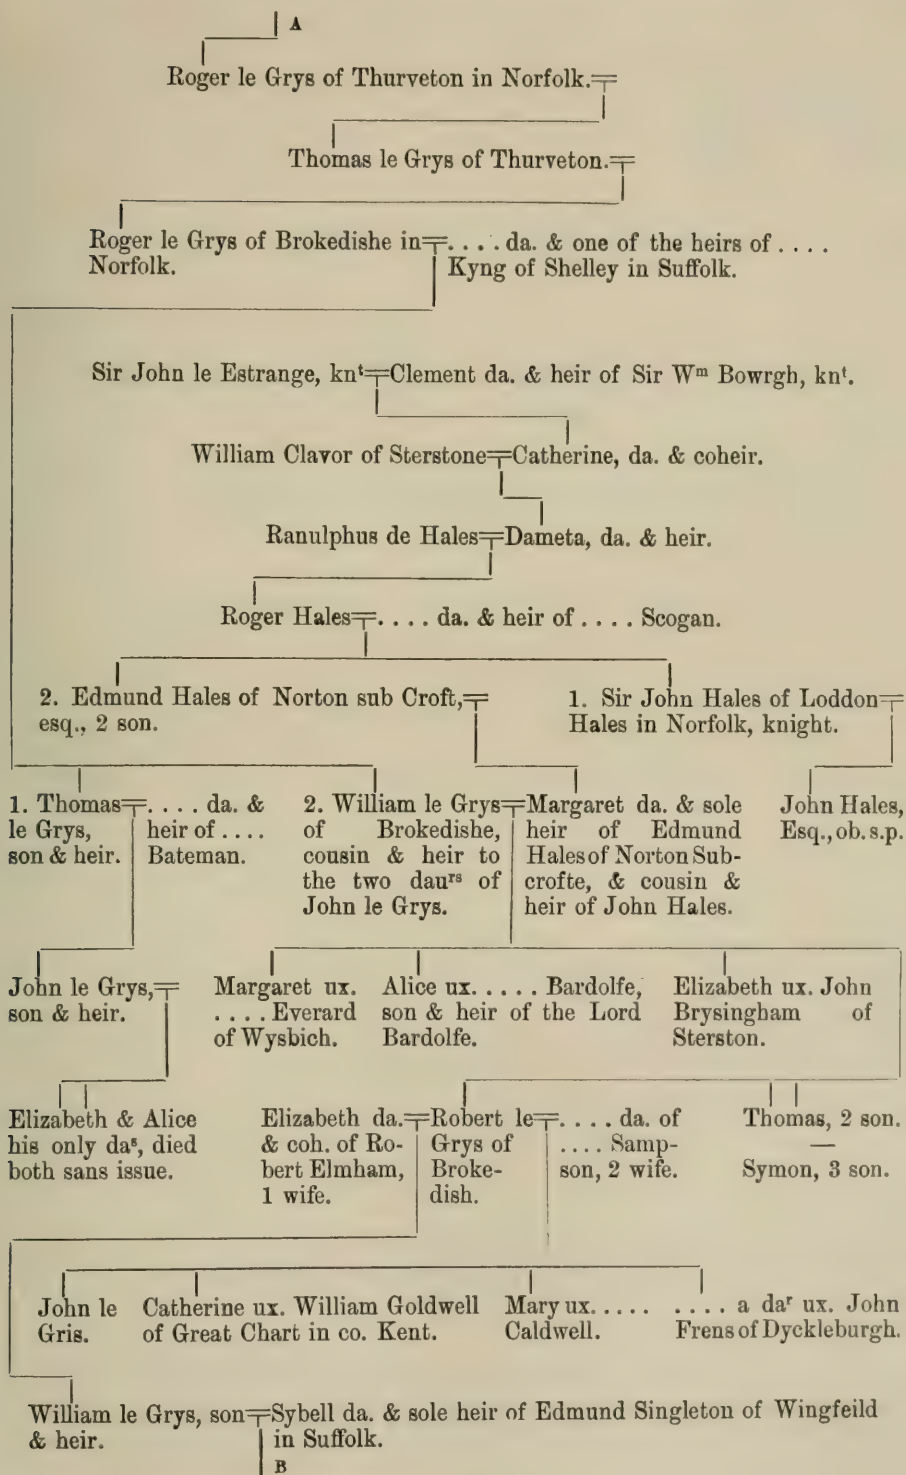 A
Roger le Grys of Thurveton in Norfolk.
Thomas le Grys of Thurveton.
Roger le Grys of Brokedishe in . . . . da. & one of the heirs of . . . .
Norfolk. Kyng of Shelley in Suffolk.
Sir John le Estrange, knᵗ Clement da. & heir of Sir Wᵐ Bowrgh, knᵗ.
William Clavor of Sterstone Catherine, da. & coheir.
Ranulphus de Hales Dameta, da. & heir.
Roger Hales . . . . da. & heir of . . . . Scogan.
2. Edmund Hales of Norton sub Croft,
esq., 2 son.
1. Sir John Hales of Loddon
Hales in Norfolk, knight.
1. Thomas
le Grys,
son & heir.
. . . . da. &
heir of . . . .
Bateman.
2. William le Grys
of Brokedishe,
cousin & heir to
the two dauʳˢ of
John le Grys.
Margaret da. & sole
heir of Edmund
Hales of Norton Sub-
crofte, & cousin &
heir of John Hales.
John Hales,
Esq., ob. s.p.
John le Grys,
son & heir.
Margaret ux.
. . . . Everard
of Wysbich.
Alice ux. . . . . Bardolfe,
son & heir of the Lord
Bardolfe.
Elizabeth ux. John
Brysingham of
Sterston.
Elizabeth & Alice
his only daˢ, died
both sans issue.
Elizabeth da.
& coh. of Ro-
bert Elmham,
1 wife.
Robert le
Grys of
Broke-
dish.
. . . . da. of
. . . . Samp-
son, 2 wife.
Thomas, 2 son.
—
Symon, 3 son.
John le
Gris.
Catherine ux. William Goldwell
of Great Chart in co. Kent.
Mary ux. . . . .
Caldwell.
. . . . a daʳ ux. John
Frens of Dyckleburgh.
William le Grys, son
& heir.
Sybell da. & sole heir of Edmund Singleton of Wingfeild
in Suffolk.
B